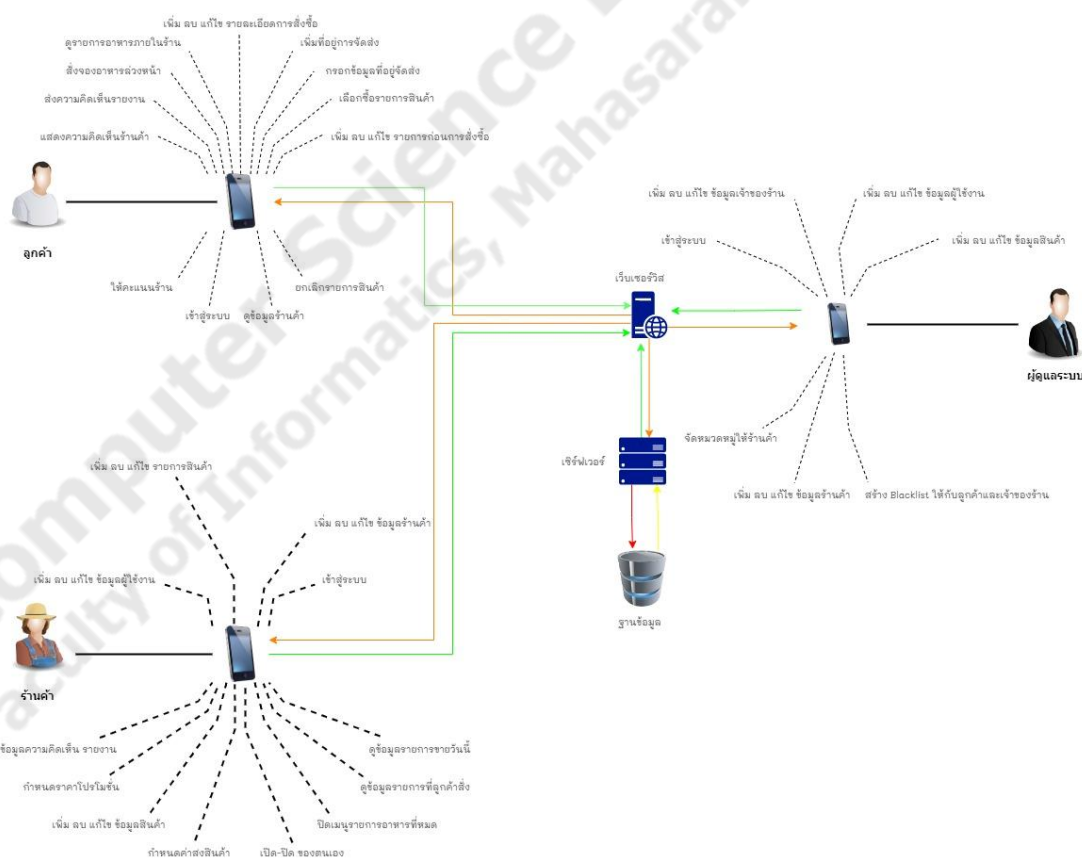 เพิ่ม ลบ แก้ไข รายละเอียดการสั่งซื้อ
ดูรายการอาหารภายในร้าน
เพิ่มที่อยู่การจัดส่ง
สั่งจองอาหารล่วงหน้า
กรอกข้อมูลที่อยู่จัดส่ง
ส่งความคิดเห็นรายงาน
เลือกซื้อรายการสินค้า
แสดงความคิดเห็นร้านค้า
เพิ่ม ลบ แก้ไข รายการก่อนการสั่งซื้อ
ลูกค้า
ให้คะแนนร้าน
ยกเลิกรายการสินค้า
เข้าสู่ระบบ
ดูข้อมูลร้านค้า
เพิ่ม ลบ แก้ไข ข้อมูลเจ้าของร้าน
เพิ่ม ลบ แก้ไข ข้อมูลผู้ใช้งาน
เข้าสู่ระบบ
เพิ่ม ลบ แก้ไข ข้อมูลสินค้า
เว็บเซอร์วิส
ผู้ดูแลระบบ
จัดหมวดหมู่ให้ร้านค้า
เซิร์ฟเวอร์
เพิ่ม ลบ แก้ไข ข้อมูลร้านค้า
สร้าง Blacklist ให้กับลูกค้าและเจ้าของร้าน
ฐานข้อมูล
เพิ่ม ลบ แก้ไข รายการสินค้า
เพิ่ม ลบ แก้ไข ข้อมูลร้านค้า
เพิ่ม ลบ แก้ไข ข้อมูลผู้ใช้งาน
เข้าสู่ระบบ
ร้านค้า
ข้อมูลความคิดเห็น รายงาน
ดูข้อมูลรายการขายวันนี้
กำหนดราคาโปรโมชั่น
ดูข้อมูลรายการที่ลูกค้าสั่ง
เพิ่ม ลบ แก้ไข ข้อมูลสินค้า
ปิดเมนูรายการอาหารที่หมด
กำหนดค่าส่งสินค้า
เปิด-ปิด ของตนเอง
Computer Science
Faculty of Informatics, Mahasara